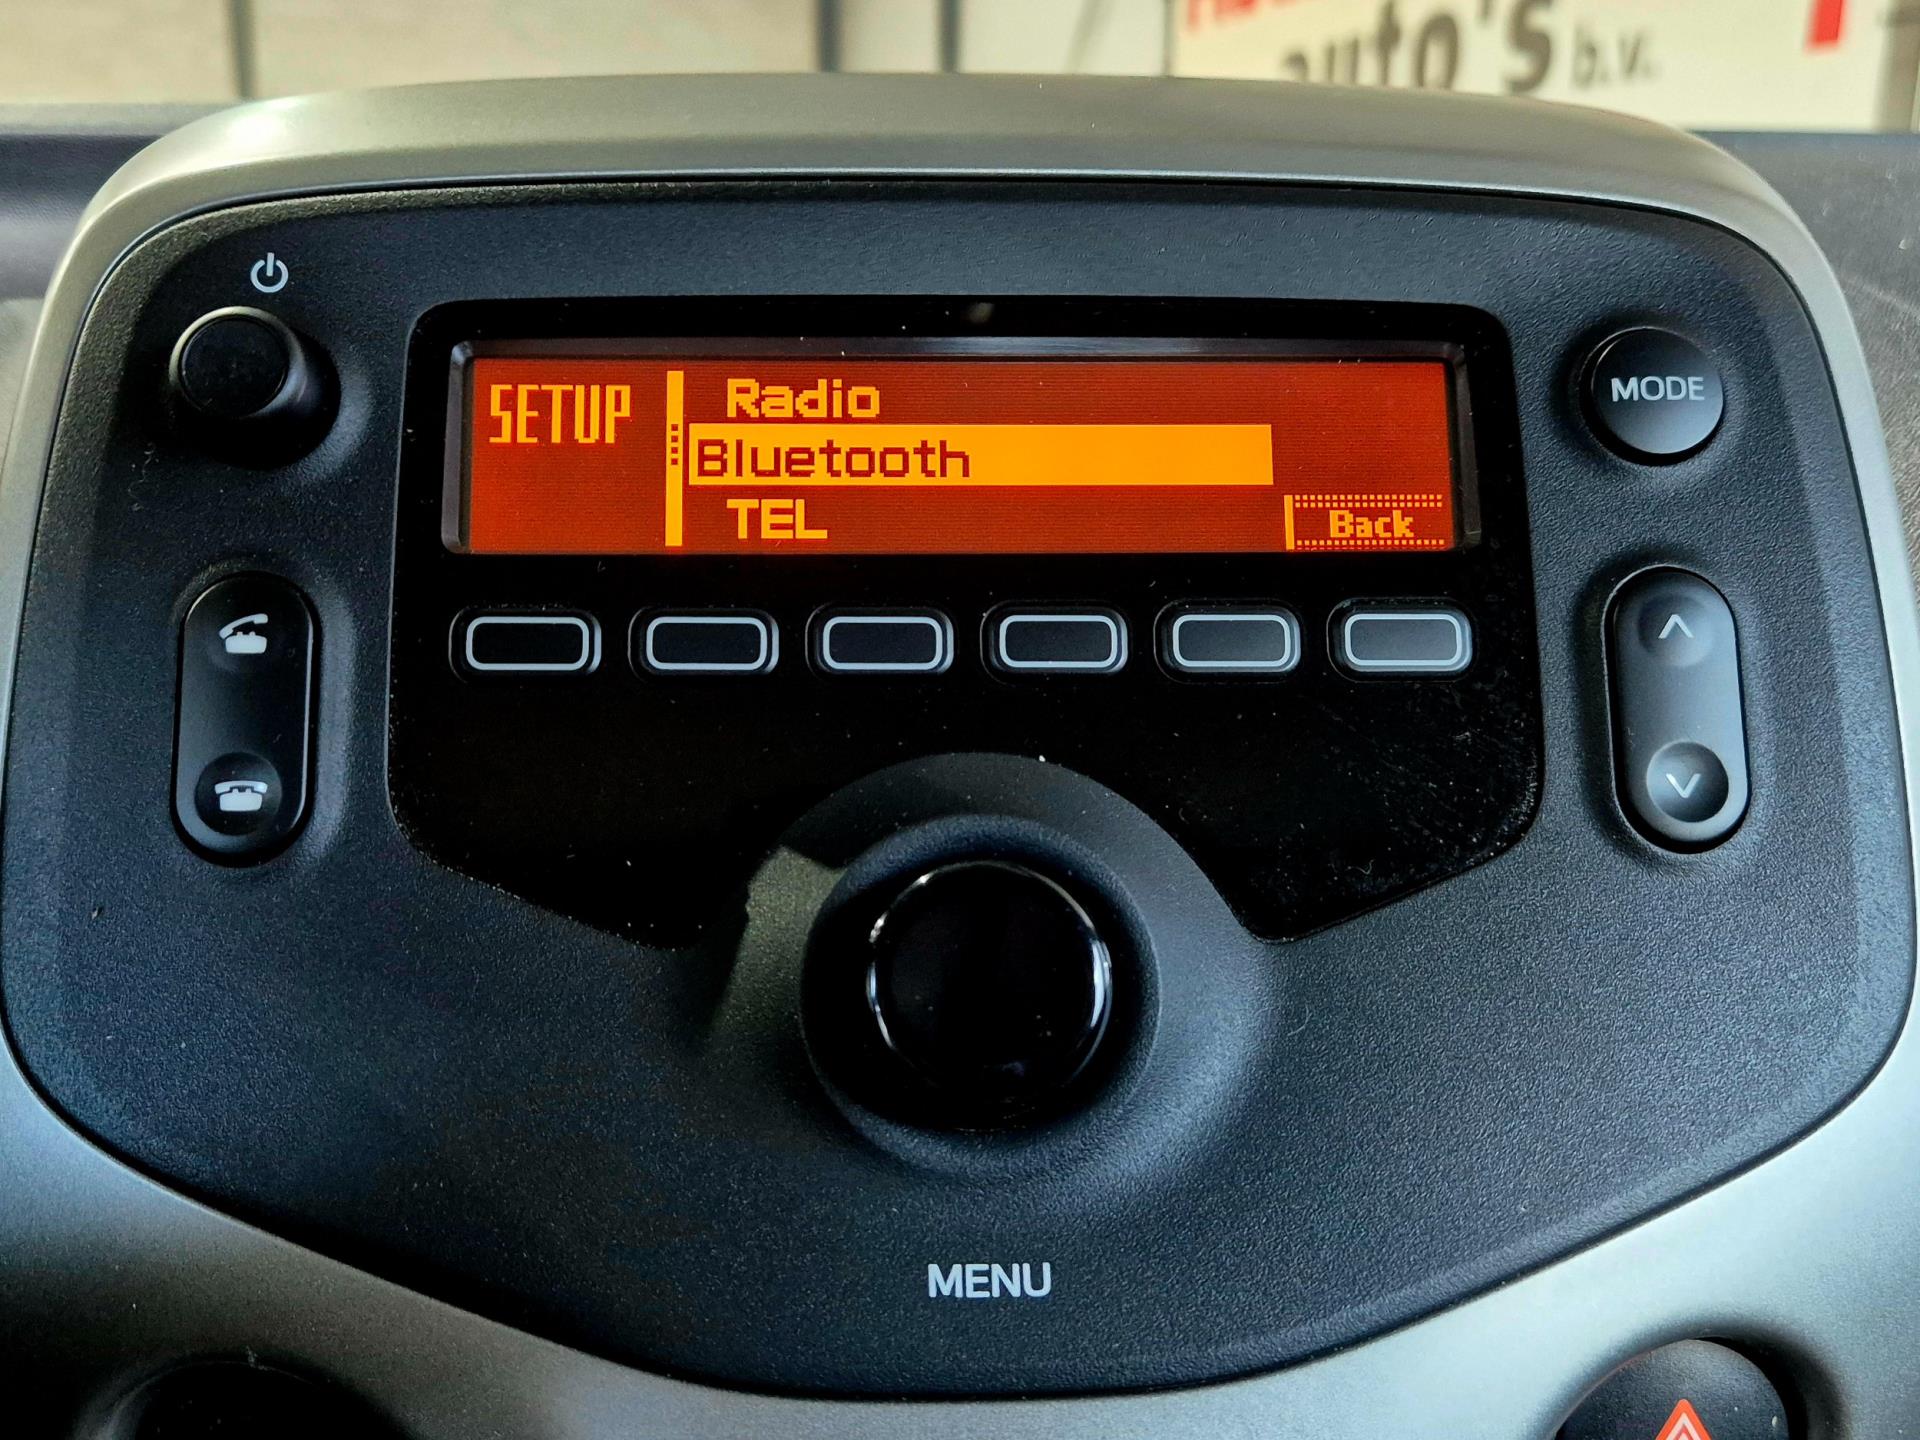 auto's b.v.
SETUP
Radio
Bluetooth
TEL
Back
MODE
MENU